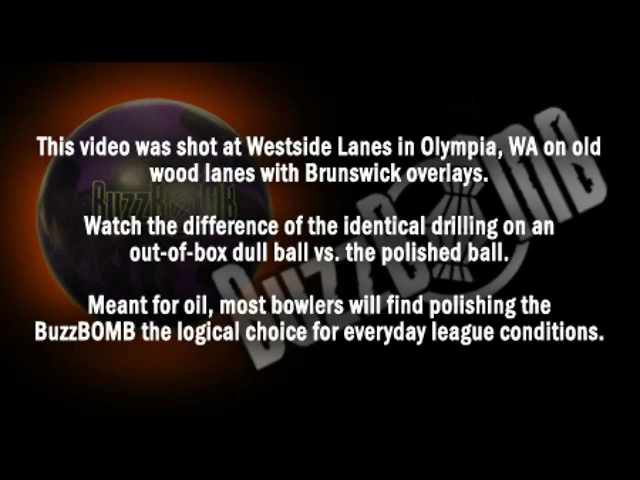 This video was shot at Westside Lanes in Olympia, WA on old
wood lanes with Brunswick overlays.
Watch the difference of the identical drilling on an
out-of-box dull ball vs. the polished ball.
Meant for oil, most bowlers will find polishing the
BuzzBOMB the logical choice for everyday league conditions.
BuzzBOMB
BuzzBOMB